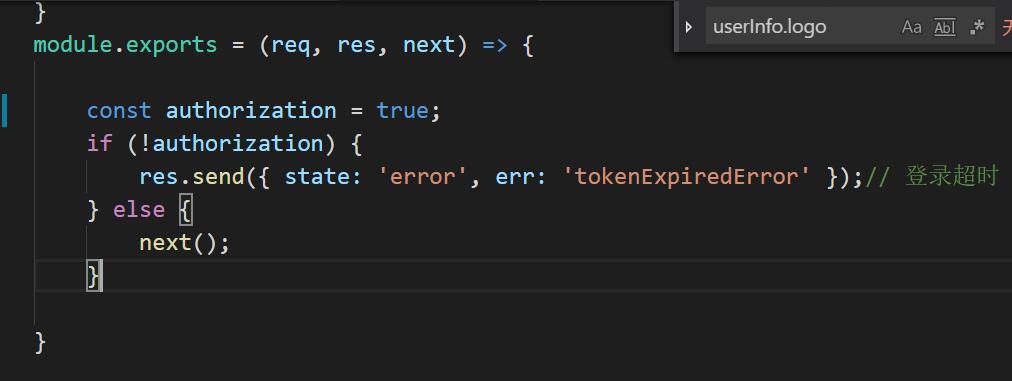 }
module.exports = (req, res, next) => {
userInfo.logo Aa Abl .*
const authorization = true;
if (!authorization) {
res.send({ state: 'error', err: 'tokenExpiredError' });// 登录超时
} else {
next();
}
}